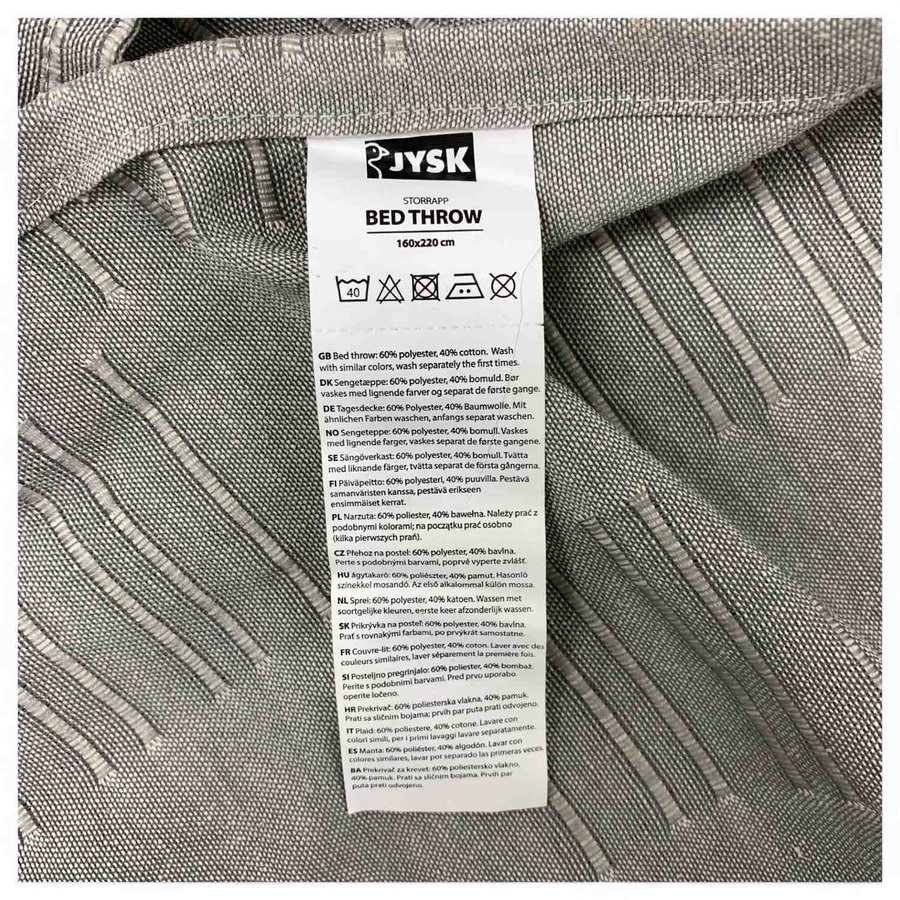 JYSK
STORRAPP
BED THROW
160x220 cm
40
GB Bed throw: 60% polyester, 40% cotton. Wash
with similar colors, wash separately the first times.
DK Sengetæppe: 60% polyester, 40% bomuld. Bør
vaskes med lignende farver og separat de første gange.
DE Tagesdecke: 60% Polyester, 40% Baumwolle. Mit
ähnlichen Farben waschen, anfangs separat waschen.
NO Sengeteppe: 60% polyester, 40% bomull. Vaskes
med lignende farger, vaskes separat de første gangene.
SE Sängöverkast: 60% polyester, 40% bomull. Tvätta
med liknande färger, tvätta separat de första gångerna.
FI Päiväpeitto: 60% polyesteri, 40% puuvilla. Pestävä
samanväristen kanssa, pestävä erikseen
ensimmäiset kerrat.
PL Narzuta: 60% poliester, 40% bawełna. Należy prać z
podobnymi kolorami; na początku prać osobno
(kilka pierwszych prań).
CZ Přehoz na postel: 60% polyester, 40% bavlna.
Perte s podobnými barvami, poprvé vyperte zvlášť.
HU ágytakaró: 60% poliészter, 40% pamut. Hasonló
színekkel mosandó. Az első alkalommal külön mossa.
NL Sprei: 60% polyester, 40% katoen. Wassen met
soortgelijke kleuren, eerste keer afzonderlijk wassen.
SK Prikrývka na posteľ: 60% polyester, 40% bavlna.
Prať s rovnakými farbami, po prvýkrát samostatne.
FR Couvre-lit: 60% polyester, 40% coton. Laver avec des
couleurs similaires, laver séparement la première fois.
SI Posteljno pregrinjalo: 60% poliester, 40% bombaž.
Perite s podobnimi barvami. Pred prvo uporabo
operite ločeno.
HR Prekrivač: 60% poliesterska vlakna, 40% pamuk.
Prati sa sličnim bojama; prvih par puta prati odvojeno.
IT Plaid: 60% poliestere, 40% cotone. Lavare con
colori simili, per i primi lavaggi lavare separatamente.
ES Manta: 60% poliéster, 40% algodón. Lavar con
colores similares, lavar por separado las primeras veces.
BA Prekrivač za krevet: 60% poliestersko vlakno,
40% pamuk. Prati sa sličnim bojama. Prvih par
puta prati odvojeno.